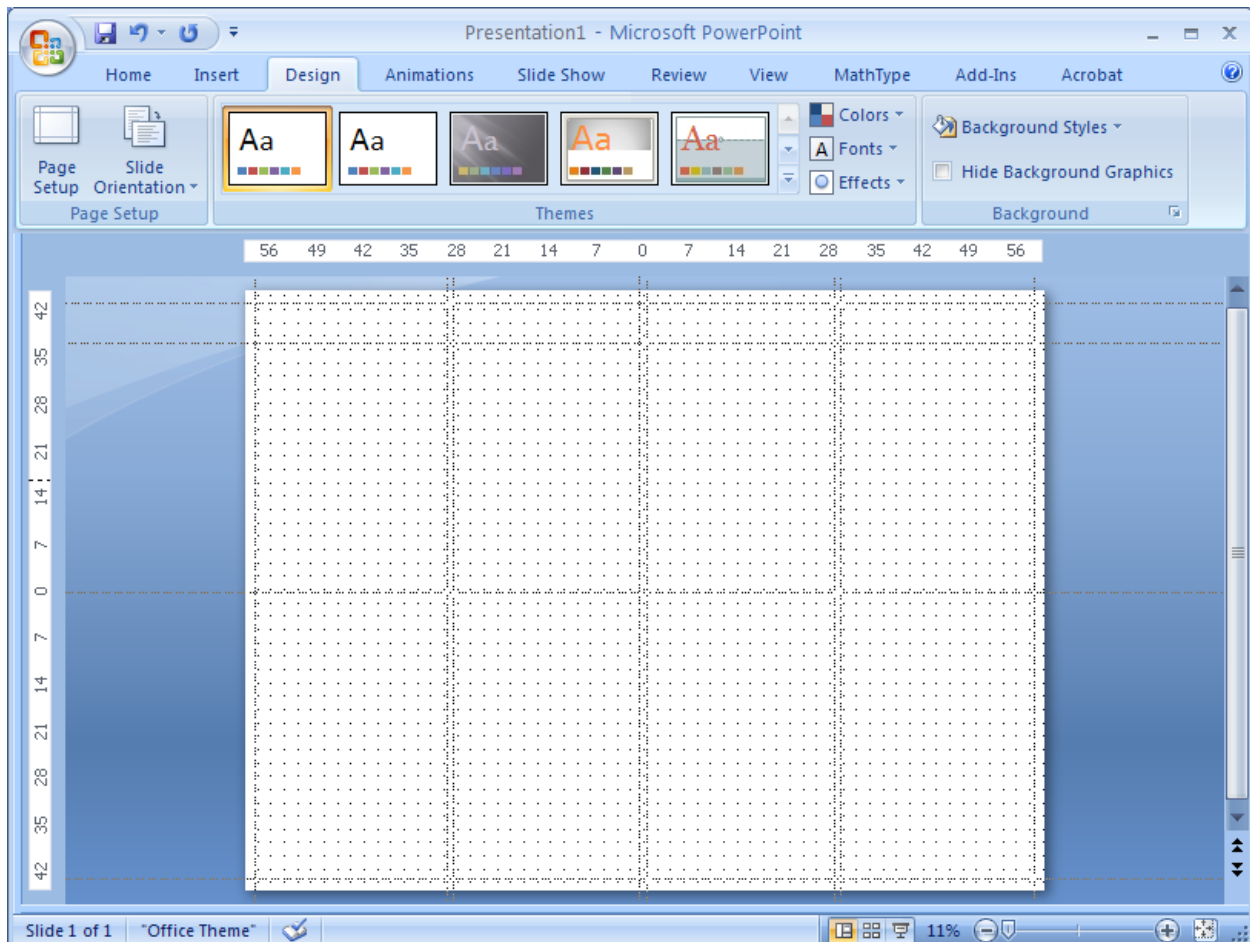 Presentation1 - Microsoft PowerPoint
Home Insert Design Animations Slide Show Review View MathType Add-Ins Acrobat
Aa Aa Aa Aa Aa
Colors
Fonts
Effects
Page Setup
Slide Orientation
Background Styles
Hide Background Graphics
Page Setup Themes Background
56 49 42 35 28 21 14 7 0 7 14 21 28 35 42 49 56
42
35
28
21
14
7
0
7
14
21
28
35
42
Slide 1 of 1 "Office Theme" 11%